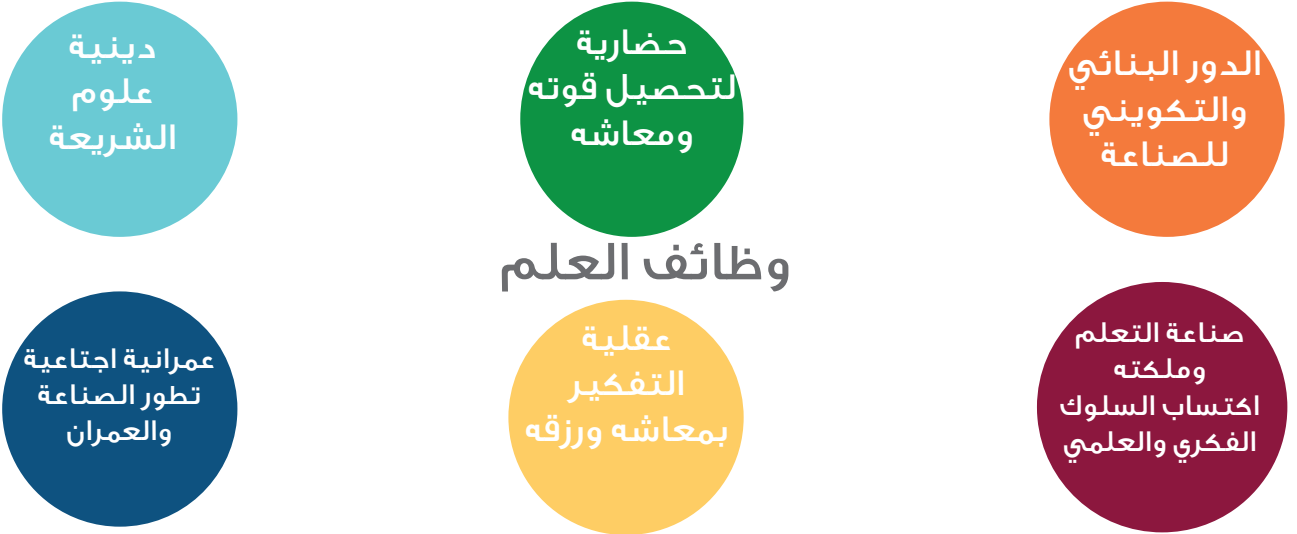 الدور البنائي
والتكويني
للصناعة
حضارية
لتحصيل قوته
ومعاشه
دينية
علوم
الشريعة
وظائف العلم
صناعة التعلم
وملكته
اكتساب السلوك
الفكري والعلمي
عقلية
التفكير
بمعاشه ورزقه
عمرانية اجتاعية
تطور الصناعة
والعمران